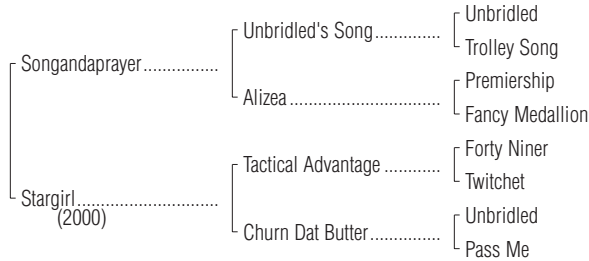 Unbridled
Unbridled's Song..............
Trolley Song
Songandaprayer................
Premiership
Alizea................................
Fancy Medallion
Forty Niner
Tactical Advantage ............
Twitchet
Stargirl..............................
(2000)
Unbridled
Churn Dat Butter...............
Pass Me